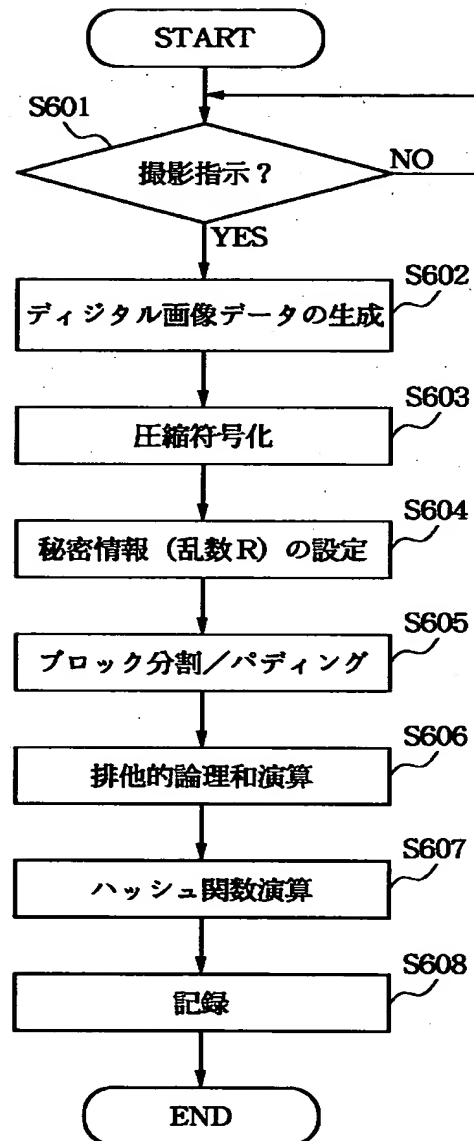 START
S601
撮影指示？
NO
YES
S602
ディジタル画像データの生成
S603
圧縮符号化
S604
秘密情報（乱数R）の設定
S605
ブロック分割／パディング
S606
排他的論理和演算
S607
ハッシュ関数演算
S608
記録
END